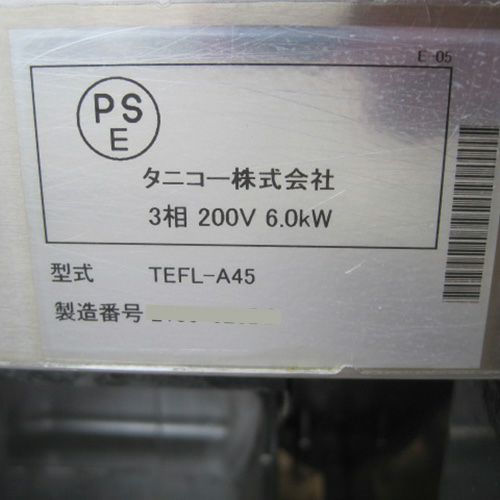 E-05
PS
E
タニコー株式会社
3相 200V 6.0kW
型式 TEFL-A45
製造番号